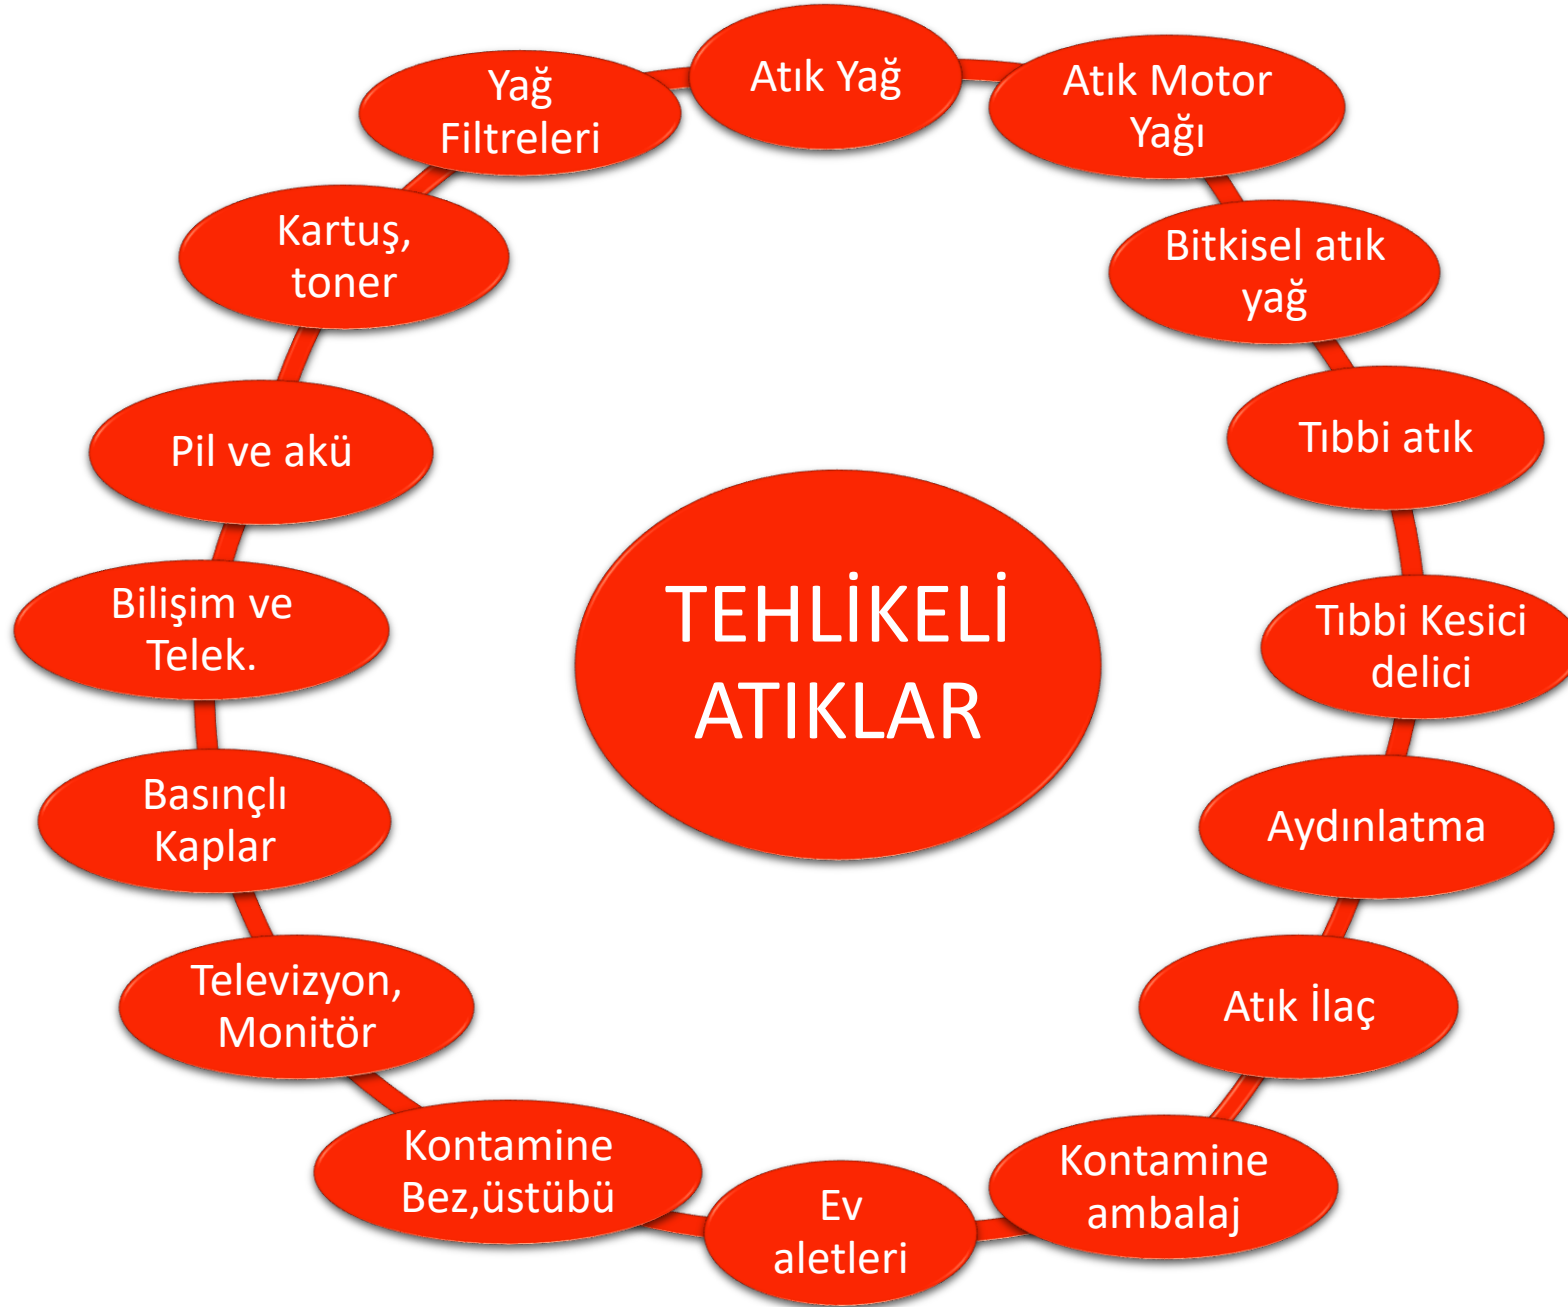 Atık Yağ
Atık Motor
Yağı
Bitkisel atık
yağ
Tıbbi atık
Tıbbi Kesici
delici
Aydınlatma
Atık İlaç
Kontamine
ambalaj
Ev
aletleri
Kontamine
Bez,üstübü
Televizyon,
Monitör
Basınçlı
Kaplar
Bilişim ve
Telek.
Pil ve akü
Kartuş,
toner
Yağ
Filtreleri
TEHLİKELİ
ATIKLAR